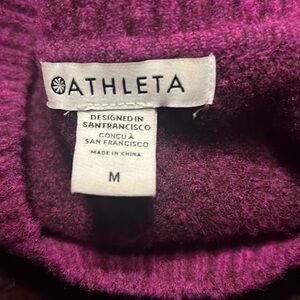 ATHLETA
DESIGNED IN
SAN FRANCISCO
CONÇU À
SAN FRANCISCO
MADE IN CHINA
M